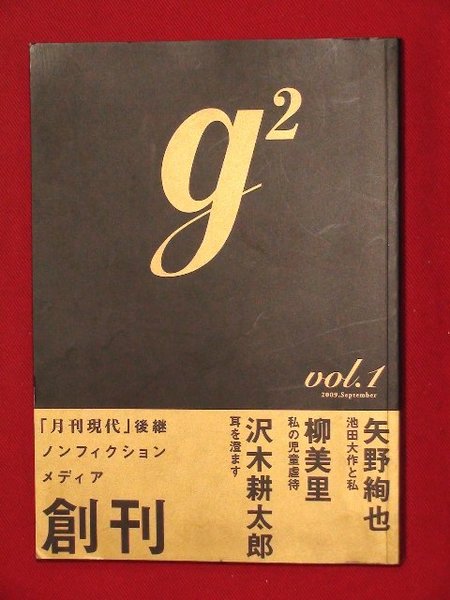 g²
vol.1
2009.September
矢野絢也
池田大作と私
柳美里
私の児童虐待
沢木耕太郎
耳を澄ます
「月刊現代」後継
ノンフィクション
メディア
創刊